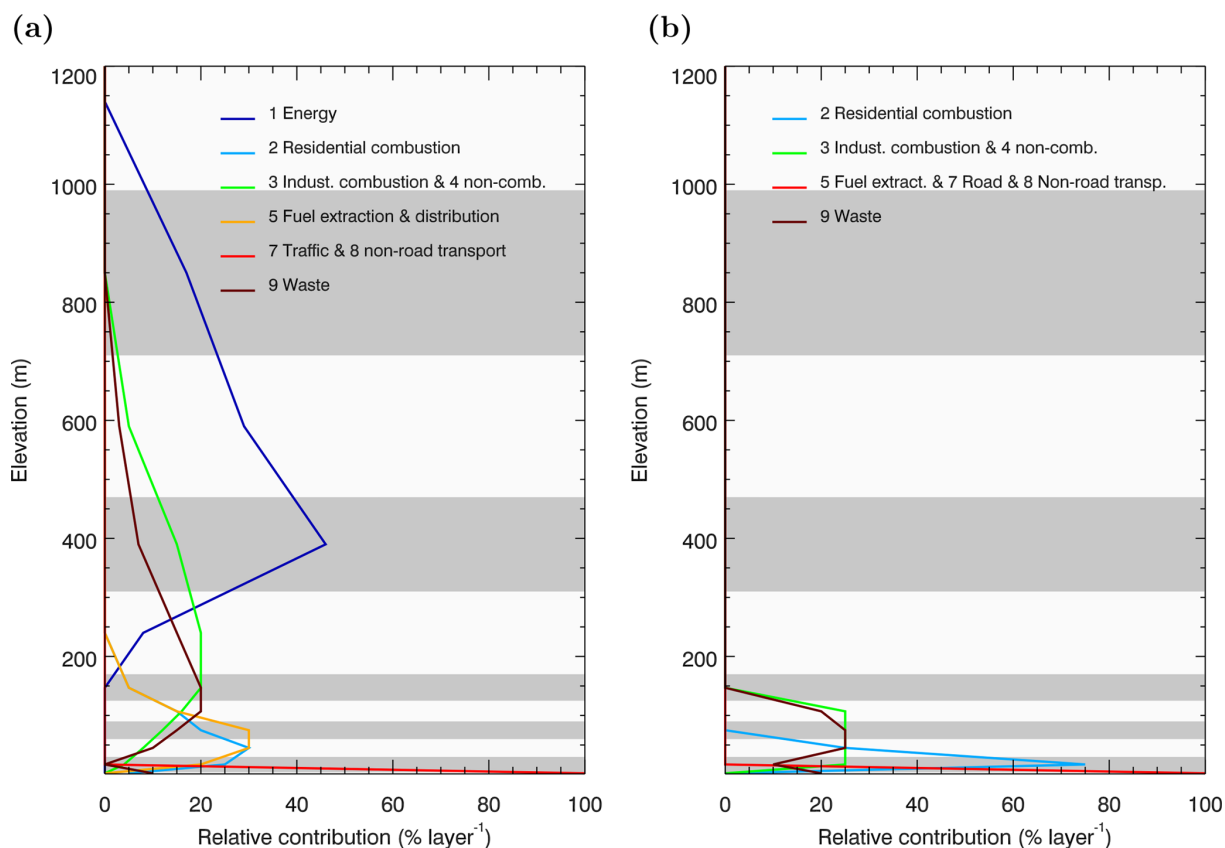 (a)
1200
1000
800
600
400
200
Elevation (m)
1 Energy
2 Residential combustion
3 Indust. combustion & 4 non-comb.
5 Fuel extraction & distribution
7 Traffic & 8 non-road transport
9 Waste
0 20 40 60 80 100
Relative contribution (% layer⁻¹)
(b)
1200
1000
800
600
400
200
Elevation (m)
2 Residential combustion
3 Indust. combustion & 4 non-comb.
5 Fuel extract. & 7 Road & 8 Non-road transp.
9 Waste
0 20 40 60 80 100
Relative contribution (% layer⁻¹)